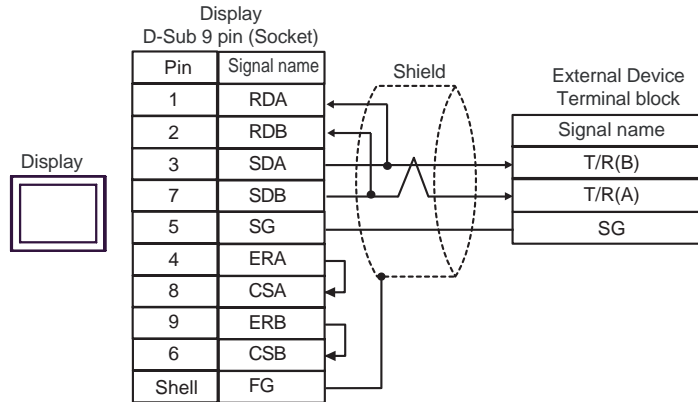 Display
D-Sub 9 pin (Socket)
Pin Signal name
1 RDA
2 RDB
3 SDA
7 SDB
5 SG
4 ERA
8 CSA
9 ERB
6 CSB
Shell FG
Display
Shield
External Device
Terminal block
Signal name
T/R(B)
T/R(A)
SG